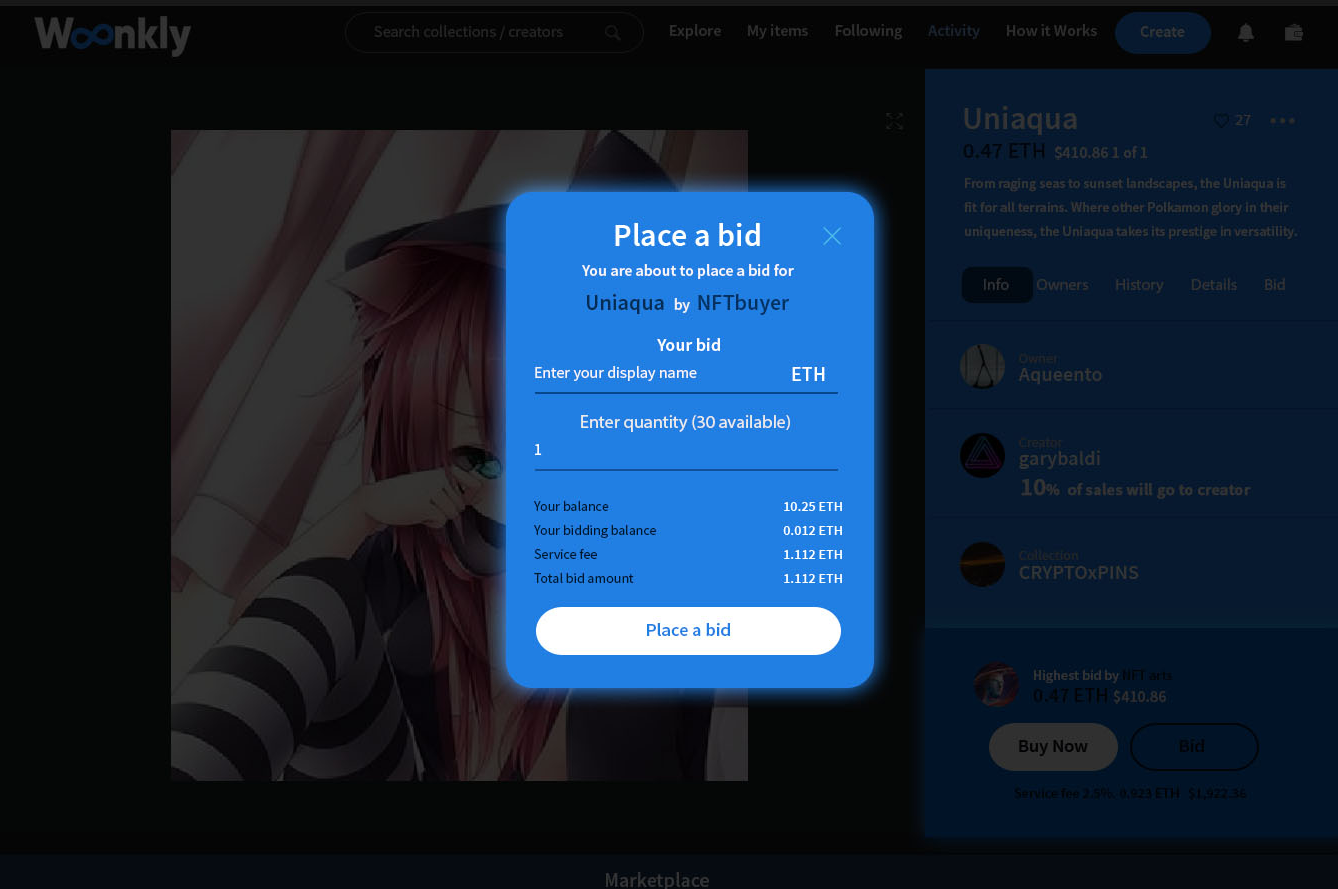 Woonkly
Search collections / creators
Explore
My items
Following
Activity
How it Works
Create
Uniaqua
27
0.47 ETH $410.86 1 of 1
From raging seas to sunset landscapes, the Uniaqua is
fit for all terrains. Where other Polkamon glory in their
uniqueness, the Uniaqua takes its prestige in versatility.
Info
Owners
History
Details
Bid
Owner
Aqueento
Creator
garybaldi
10% of sales will go to creator
Collection
CRYPTOxPINS
Highest bid by NFT arts
0.47 ETH $410.86
Buy Now
Bid
Service fee 2.5%. 0.923 ETH $1,922.36
Place a bid
You are about to place a bid for
Uniaqua by NFTbuyer
Your bid
Enter your display name ETH
Enter quantity (30 available)
1
Your balance 10.25 ETH
Your bidding balance 0.012 ETH
Service fee 1.112 ETH
Total bid amount 1.112 ETH
Place a bid
Marketplace